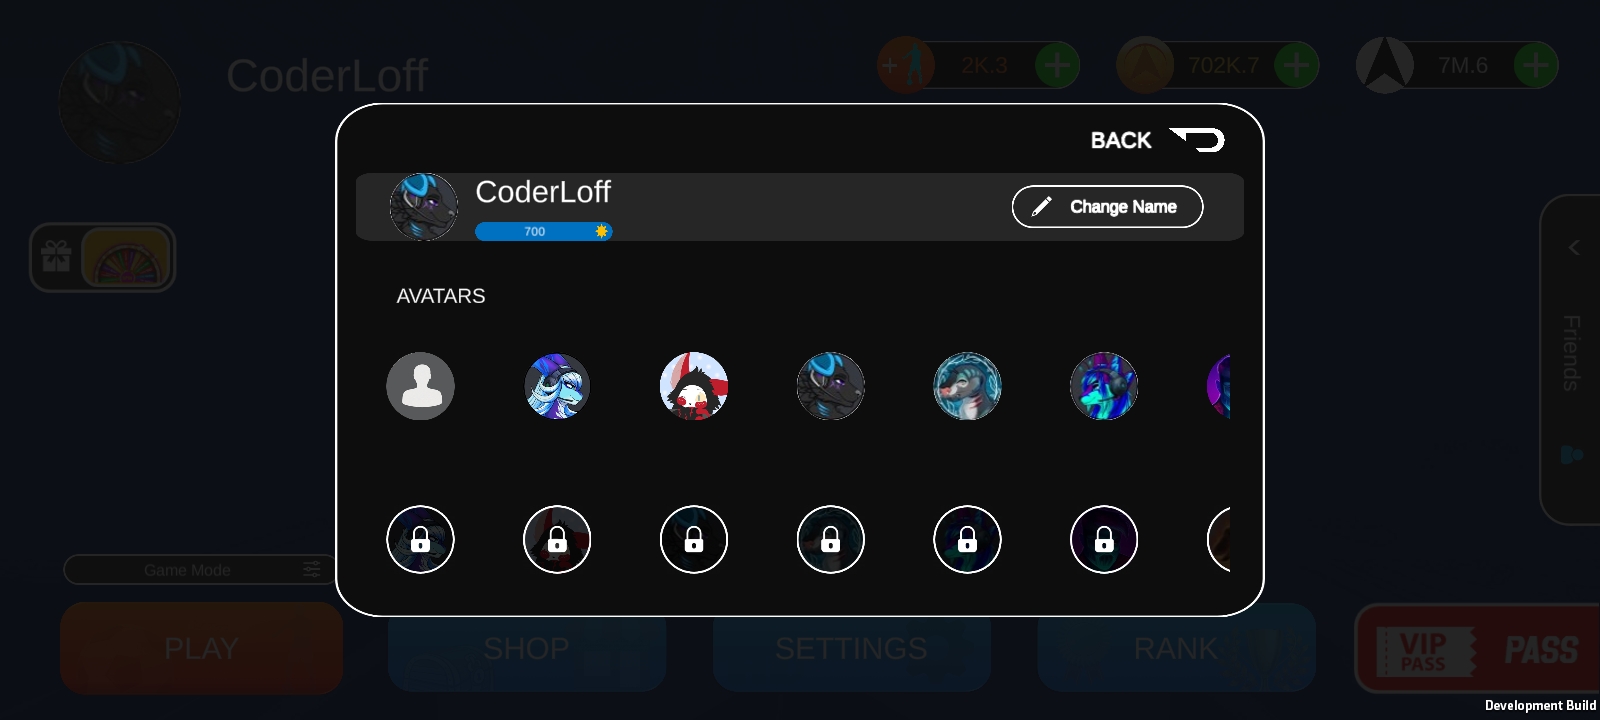 CoderLoff
2K.3
702K.7
7M.6
BACK
CoderLoff
700
Change Name
AVATARS
Friends
Game Mode
PLAY
SHOP
SETTINGS
RANK
VIP
PASS
PASS
Development Build